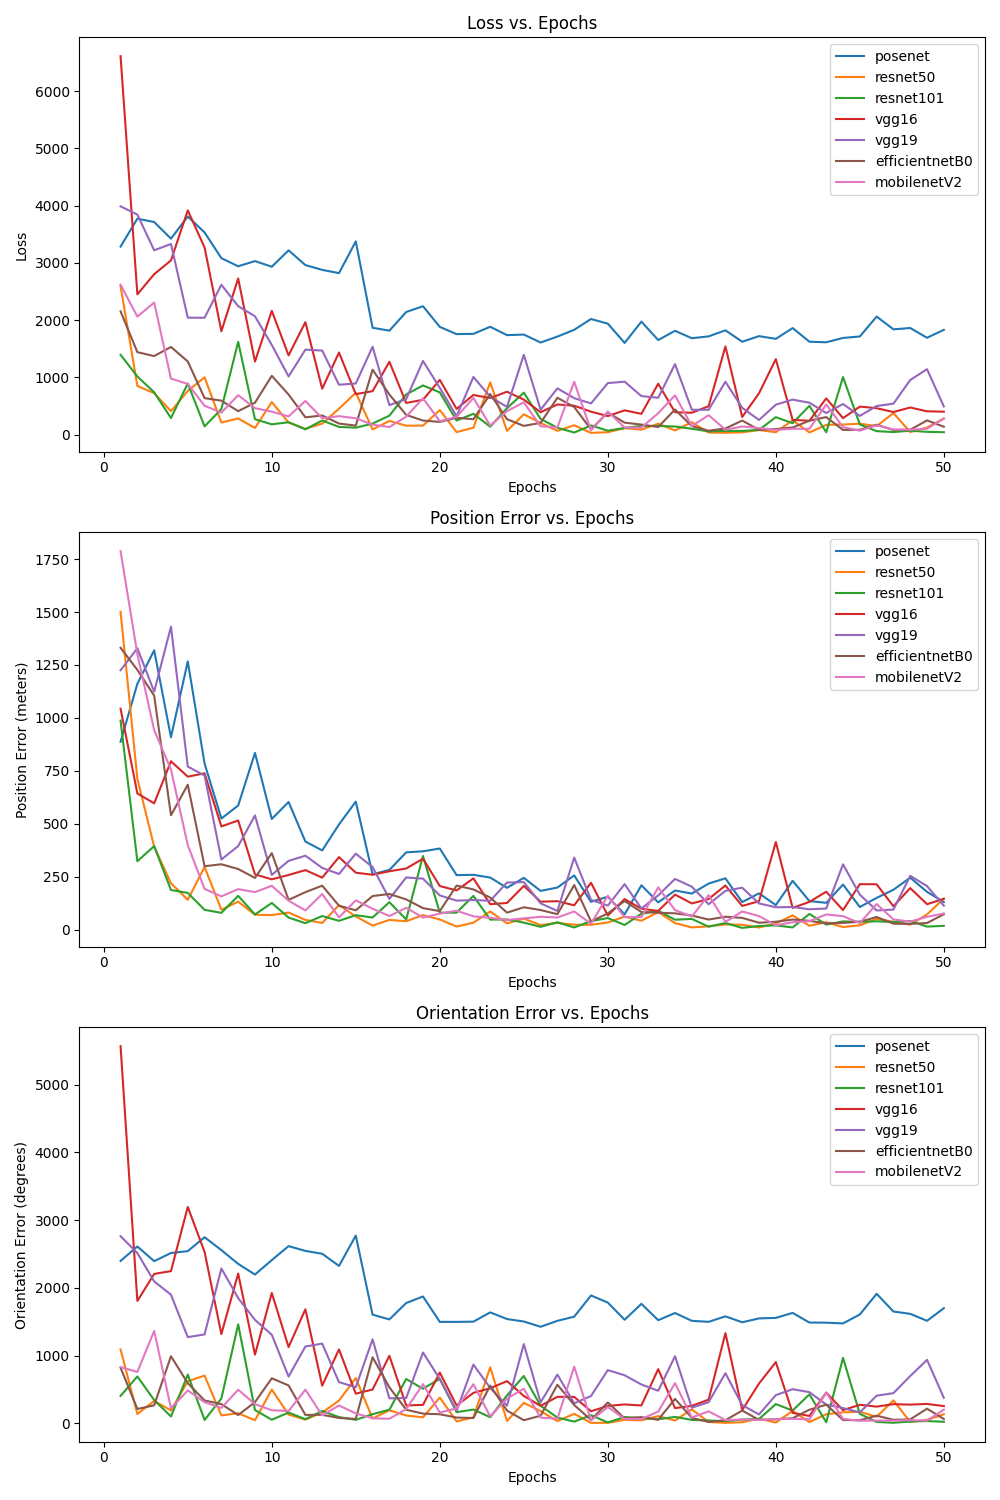 Loss vs. Epochs
Loss
6000
5000
4000
3000
2000
1000
0
posenet
resnet50
resnet101
vgg16
vgg19
efficientnetB0
mobilenetV2
0 10 20 30 40 50
Epochs
Position Error vs. Epochs
Position Error (meters)
1750
1500
1250
1000
750
500
250
0
posenet
resnet50
resnet101
vgg16
vgg19
efficientnetB0
mobilenetV2
0 10 20 30 40 50
Epochs
Orientation Error vs. Epochs
Orientation Error (degrees)
5000
4000
3000
2000
1000
0
posenet
resnet50
resnet101
vgg16
vgg19
efficientnetB0
mobilenetV2
0 10 20 30 40 50
Epochs